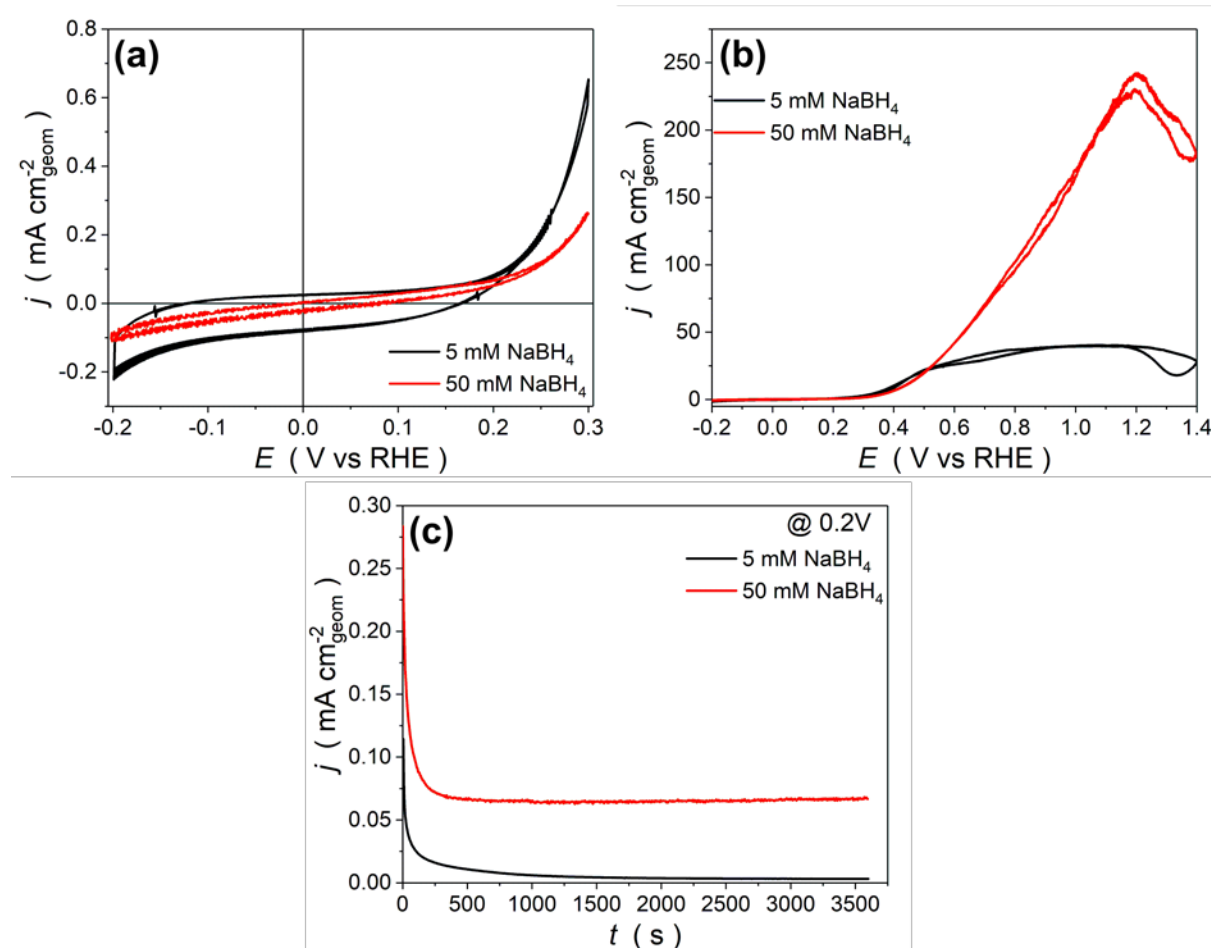 (a)
j ( mA cm⁻²geom )
0.8
0.6
0.4
0.2
0.0
-0.2
5 mM NaBH₄
50 mM NaBH₄
-0.2 -0.1 0.0 0.1 0.2 0.3
E ( V vs RHE )
(b)
j ( mA cm⁻²geom )
250
200
150
100
50
0
5 mM NaBH₄
50 mM NaBH₄
-0.2 0.0 0.2 0.4 0.6 0.8 1.0 1.2 1.4
E ( V vs RHE )
(c)
@ 0.2V
j ( mA cm⁻²geom )
0.30
0.25
0.20
0.15
0.10
0.05
0.00
5 mM NaBH₄
50 mM NaBH₄
0 500 1000 1500 2000 2500 3000 3500
t ( s )